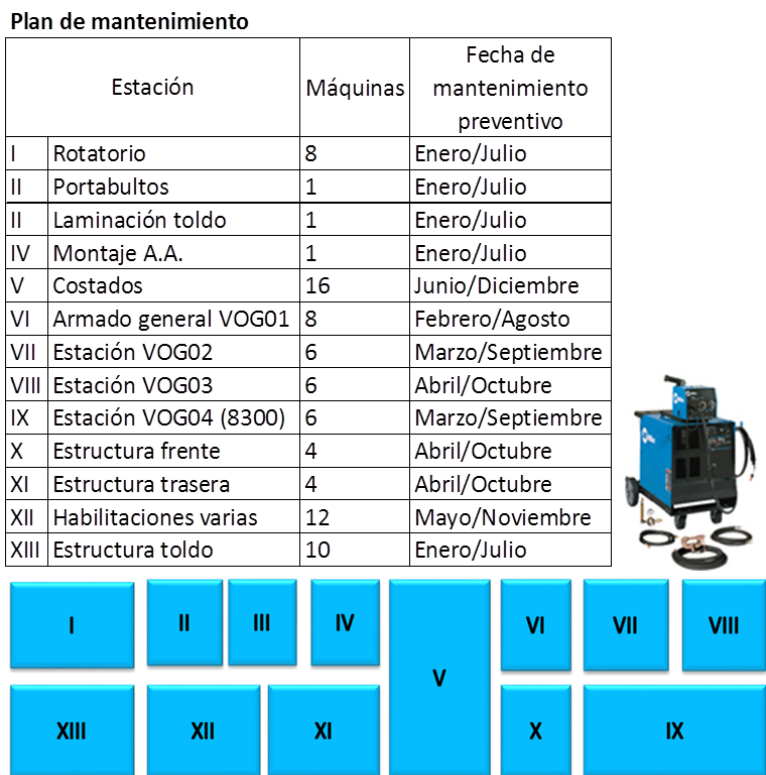 Plan de mantenimiento
Estación Máquinas Fecha de mantenimiento preventivo
I Rotatorio 8 Enero/Julio
II Portabultos 1 Enero/Julio
II Laminación toldo 1 Enero/Julio
IV Montaje A.A. 1 Enero/Julio
V Costados 16 Junio/Diciembre
VI Armado general VOG01 8 Febrero/Agosto
VII Estación VOG02 6 Marzo/Septiembre
VIII Estación VOG03 6 Abril/Octubre
IX Estación VOG04 (8300) 6 Marzo/Septiembre
X Estructura frente 4 Abril/Octubre
XI Estructura trasera 4 Abril/Octubre
XII Habilitaciones varias 12 Mayo/Noviembre
XIII Estructura toldo 10 Enero/Julio
I II III IV V VI VII VIII
XIII XII XI X IX